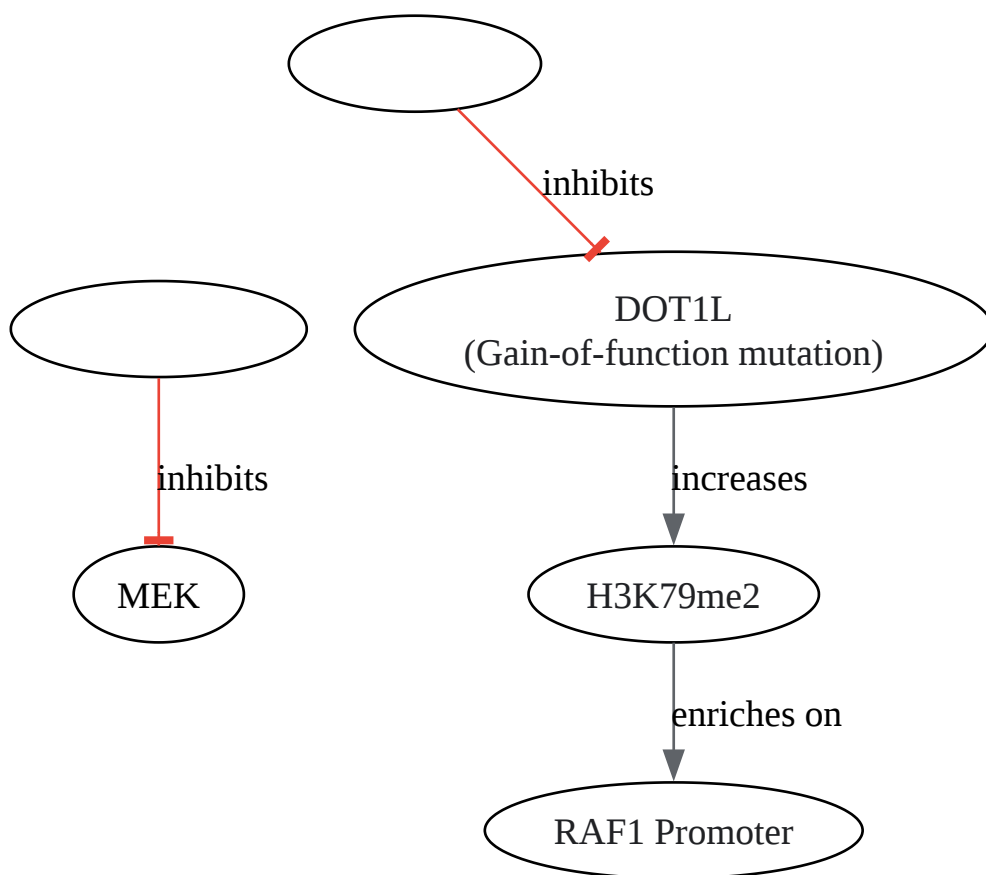 inhibits
DOT1L
(Gain-of-function mutation)
inhibits
increases
MEK
H3K79me2
enriches on
RAF1 Promoter